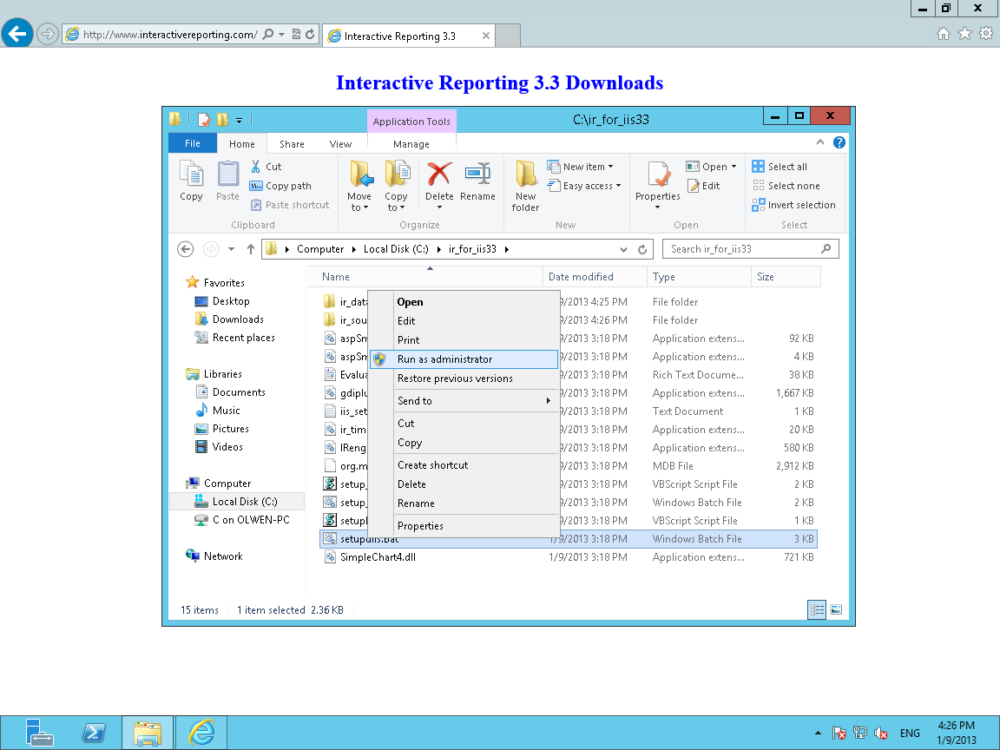 http://www.interactivereporting.com/
Interactive Reporting 3.3
Interactive Reporting 3.3 Downloads
Application Tools
C:\ir_for_iis33
File
Home
Share
View
Manage
Copy
Paste
Cut
Copy path
Paste shortcut
Clipboard
Move to
Copy to
Delete
Rename
Organize
New folder
New item
Easy access
New
Properties
Open
Edit
Open
Select all
Select none
Invert selection
Select
Computer
Local Disk (C:)
ir_for_iis33
Search ir_for_iis33
Favorites
Desktop
Downloads
Recent places
Libraries
Documents
Music
Pictures
Videos
Computer
Local Disk (C:)
C on OLWEN-PC
Network
Name Date modified Type Size
ir_dat /9/2013 4:25 PM File folder
ir_sou /9/2013 4:26 PM File folder
aspSm /9/2013 3:18 PM Application extens... 92 KB
aspSm /9/2013 3:18 PM Application extens... 4 KB
Evalua /9/2013 3:18 PM Rich Text Docume... 38 KB
gdiplu /9/2013 3:18 PM Application extens... 1,667 KB
iis_set /9/2013 3:18 PM Text Document 1 KB
ir_tim /9/2013 3:18 PM Application extens... 20 KB
IReng /9/2013 3:18 PM Application extens... 580 KB
org.m /9/2013 3:18 PM MDB File 2,912 KB
setup_ /9/2013 3:18 PM VBScript Script File 2 KB
setup_ /9/2013 3:18 PM Windows Batch File 2 KB
setup /9/2013 3:18 PM VBScript Script File 1 KB
setupdlls.bat 1/9/2013 3:18 PM Windows Batch File 3 KB
SimpleChart4.dll 1/9/2013 3:18 PM Application extens... 721 KB
Open
Edit
Print
Run as administrator
Restore previous versions
Send to
Cut
Copy
Create shortcut
Delete
Rename
Properties
15 items 1 item selected 2.36 KB
ENG
4:26 PM
1/9/2013